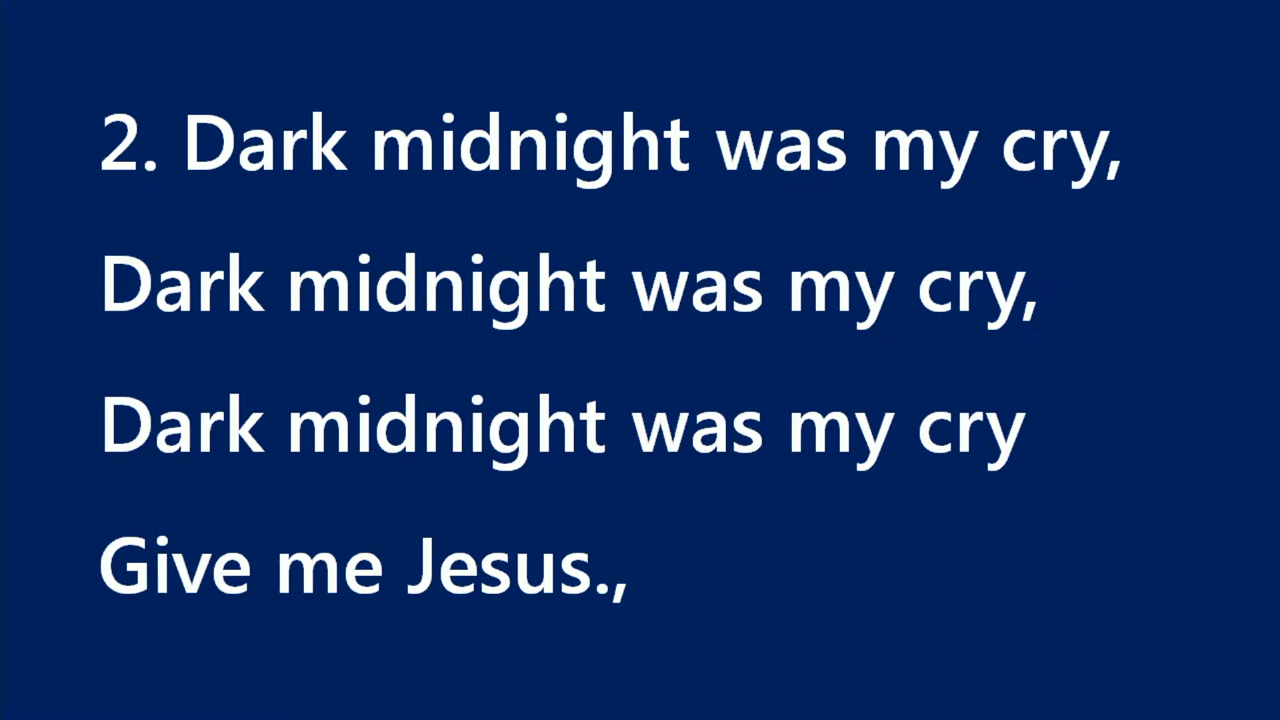 2. Dark midnight was my cry,
Dark midnight was my cry,
Dark midnight was my cry
Give me Jesus.,